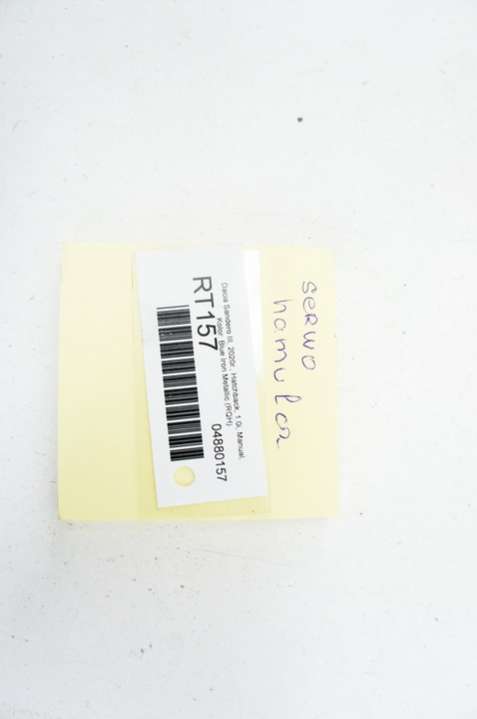 serwo
hamulca
Dacia Sandero III, 2020r., Hatchback, 1.0i, Manual,
Kolor: Blue Iron Metallic (RQH)
RT157
04880157